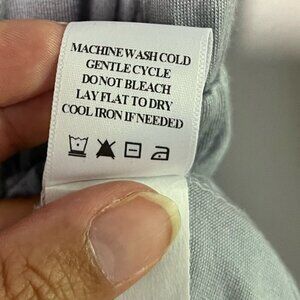 MACHINE WASH COLD
GENTLE CYCLE
DO NOT BLEACH
LAY FLAT TO DRY
COOL IRON IF NEEDED